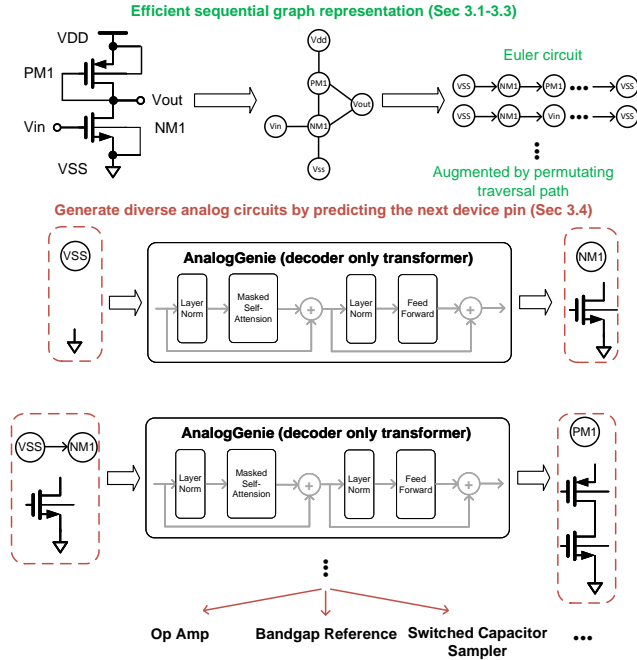 Efficient sequential graph representation (Sec 3.1-3.3)
VDD
PM1
Vout
Vin
NM1
VSS
Vdd
PM1
Vout
Vin
NM1
Vss
Euler circuit
VSS NM1 PM1 ••• VSS
VSS NM1 Vin ••• VSS
Augmented by permutating
traversal path
Generate diverse analog circuits by predicting the next device pin (Sec 3.4)
VSS
AnalogGenie (decoder only transformer)
Layer
Norm
Masked
Self-
Attension
+
Layer
Norm
Feed
Forward
+
NM1
VSS NM1
AnalogGenie (decoder only transformer)
Layer
Norm
Masked
Self-
Attension
+
Layer
Norm
Feed
Forward
+
PM1
Op Amp
Bandgap Reference
Switched Capacitor
Sampler
•••